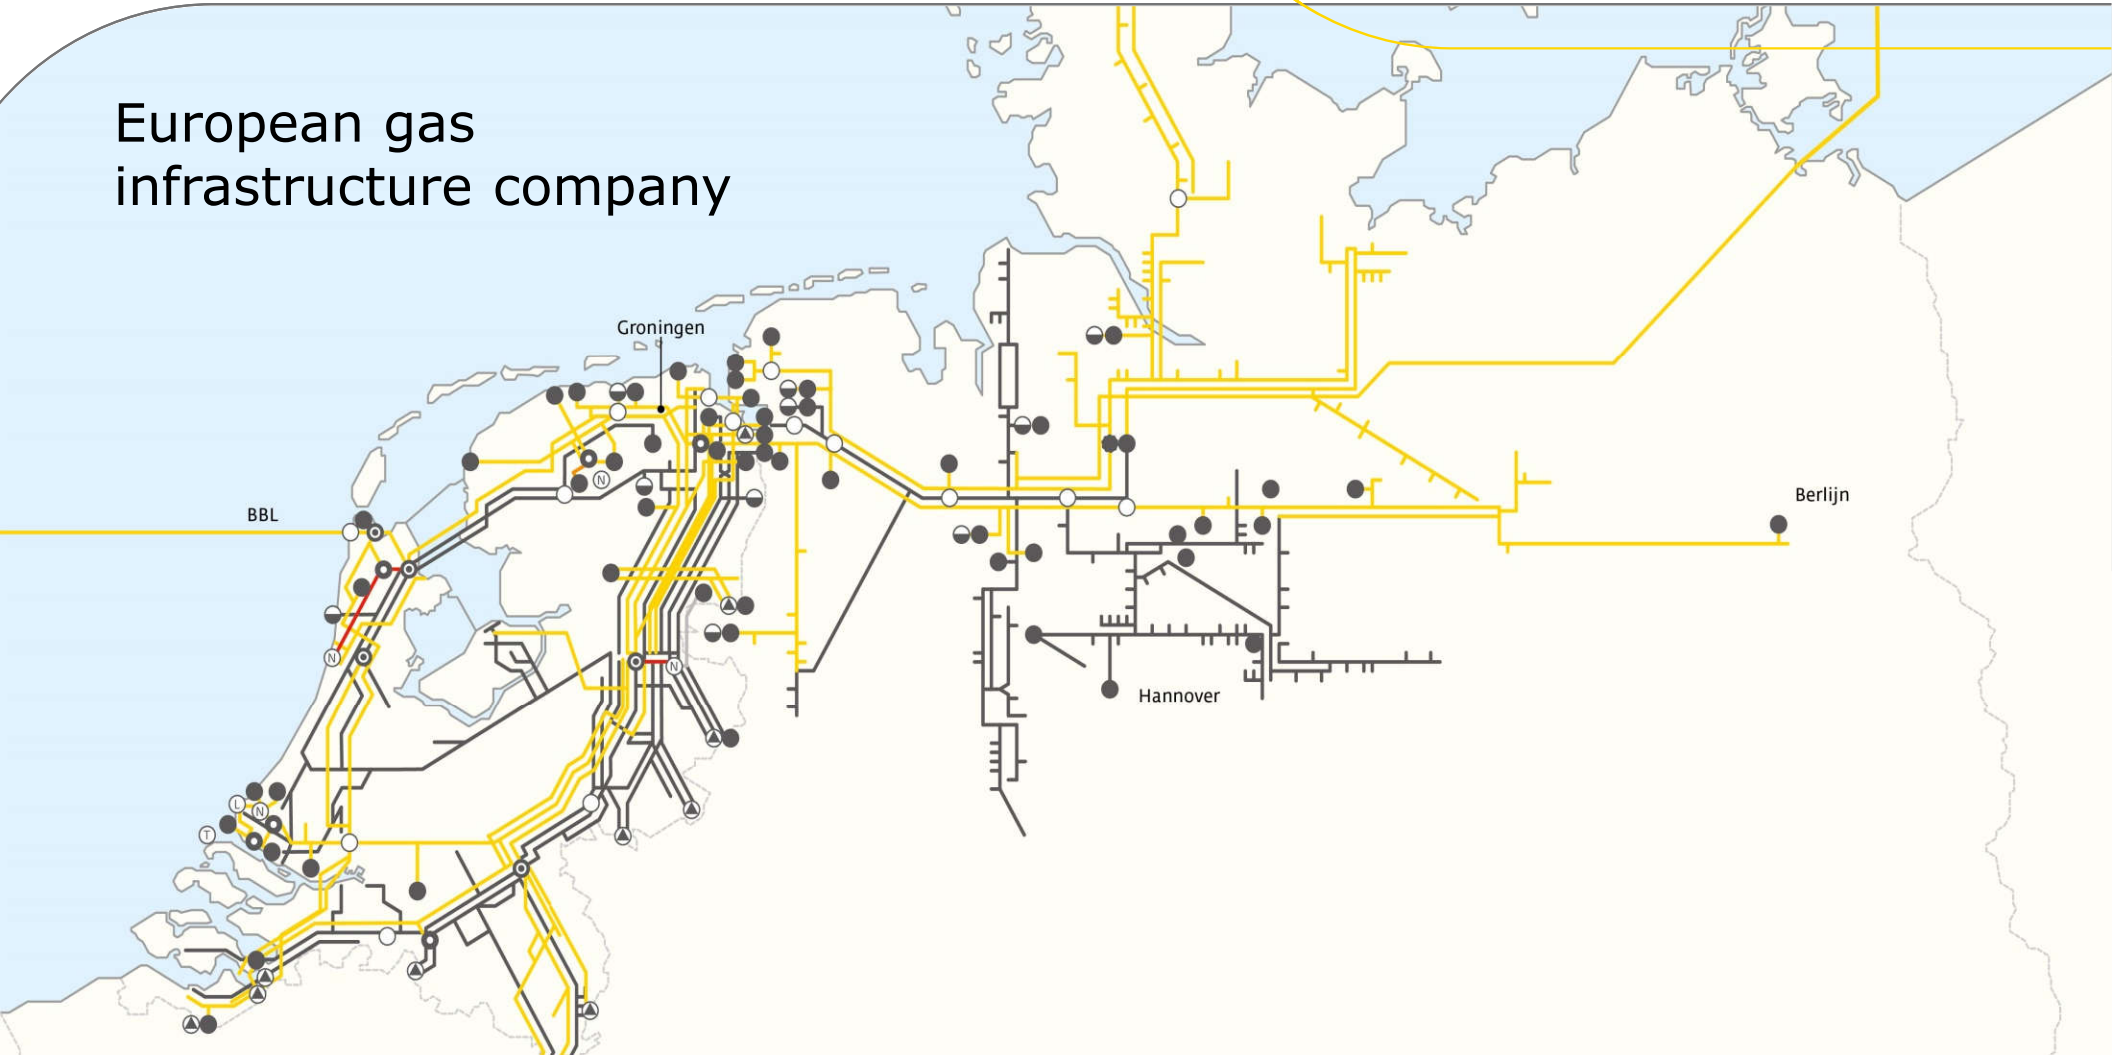 European gas
infrastructure company
Groningen
BBL
Berlijn
Hannover
N
N
N
L
N
T